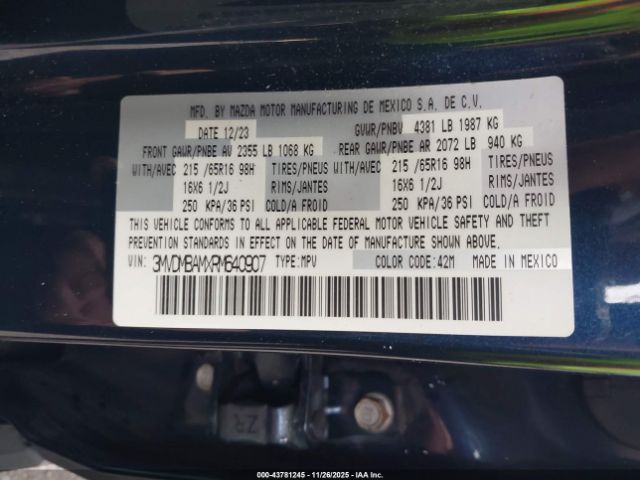 MFD. BY MAZDA MOTOR MANUFACTURING DE MEXICO S.A. DE C.V.
DATE 12/23 GVWR/PNBV 4381 LB 1987 KG
FRONT GAWR/PNBE AV 2355 LB 1068 KG REAR GAWR/PNBE AR 2072 LB 940 KG
WITH/AVEC 215 /65R16 98H TIRES/PNEUS WITH/AVEC 215 /65R16 98H TIRES/PNEUS
16X6 1/2J RIMS/JANTES 16X6 1/2J RIMS/JANTES
250 KPA/36 PSI COLD/A FROID 250 KPA/36 PSI COLD/A FROID
THIS VEHICLE CONFORMS TO ALL APPLICABLE FEDERAL MOTOR VEHICLE SAFETY AND THEFT
PREVENTION STANDARDS IN EFFECT ON THE DATE OF MANUFACTURE SHOWN ABOVE.
VIN: 3MVDMBAMXRM640907 TYPE:MPV COLOR CODE:42M MADE IN MEXICO
ZR
000-43781245 - 11/26/2025 - IAA Inc.